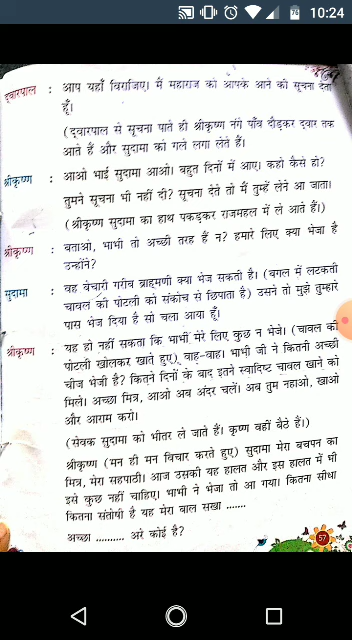 10:24
76
द्वारपाल : आप यहाँ विराजिए। मैं महाराज को आपके आने की सूचना देता
हूँ।
(द्वारपाल से सूचना पाते ही श्रीकृष्ण नंगे पाँव दौड़कर द्वार तक
आते हैं और सुदामा को गले लगा लेते हैं।)
श्रीकृष्ण : आओ भाई सुदामा आओ। बहुत दिनों में आए। कहो कैसे हो?
तुमने सूचना भी नहीं दी? सूचना देते तो मैं तुम्हें लेने आ जाता।
(श्रीकृष्ण सुदामा का हाथ पकड़कर राजमहल में ले आते हैं।)
श्रीकृष्ण : बताओ, भाभी तो अच्छी तरह हैं न? हमारे लिए क्या भेजा है
उन्होंने?
सुदामा : वह बेचारी गरीब ब्राह्मणी क्या भेज सकती है। (बगल में लटकती
चावल की पोटली को संकोच से छिपाता है) उसने तो मुझे तुम्हारे
पास भेज दिया है सो चला आया हूँ।
श्रीकृष्ण : यह हो नहीं सकता कि भाभी मेरे लिए कुछ न भेजे। (चावल की
पोटली खोलकर खाते हुए) वाह-वाह। भाभी जी ने कितनी अच्छी
चीज भेजी है? कितने दिनों के बाद इतने स्वादिष्ट चावल खाने को
मिले। अच्छा मित्र, आओ अब अंदर चलें। अब तुम नहाओ, खाओ
और आराम करो।
(सेवक सुदामा को भीतर ले जाते हैं। कृष्ण वहीं बैठे हैं।)
श्रीकृष्ण (मन ही मन विचार करते हुए) सुदामा मेरा बचपन का
मित्र, मेरा सहपाठी। आज उसकी यह हालत और इस हालत में भी
इसे कुछ नहीं चाहिए। भाभी ने भेजा तो आ गया। कितना सीधा
कितना संतोषी है यह मेरा बाल सखा .......
अच्छा .......... अरे कोई है?
57